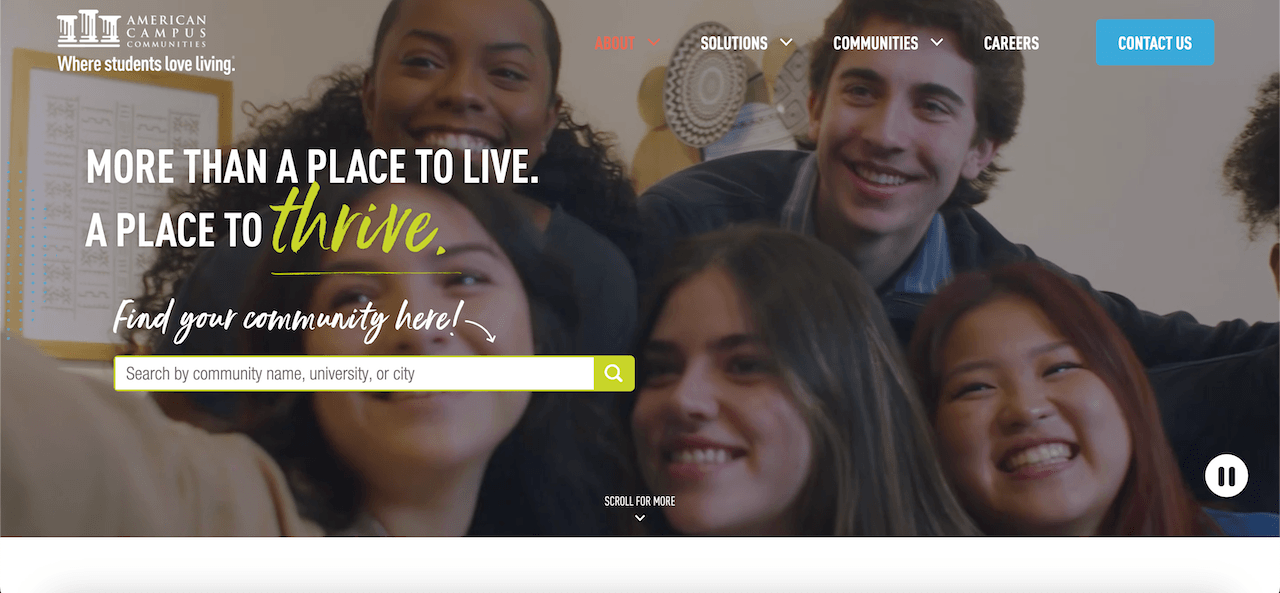 AMERICAN
CAMPUS
COMMUNITIES
Where students love living.
ABOUT
SOLUTIONS
COMMUNITIES
CAREERS
CONTACT US
MORE THAN A PLACE TO LIVE.
A PLACE TO thrive.
Find your community here!
Search by community name, university, or city
SCROLL FOR MORE